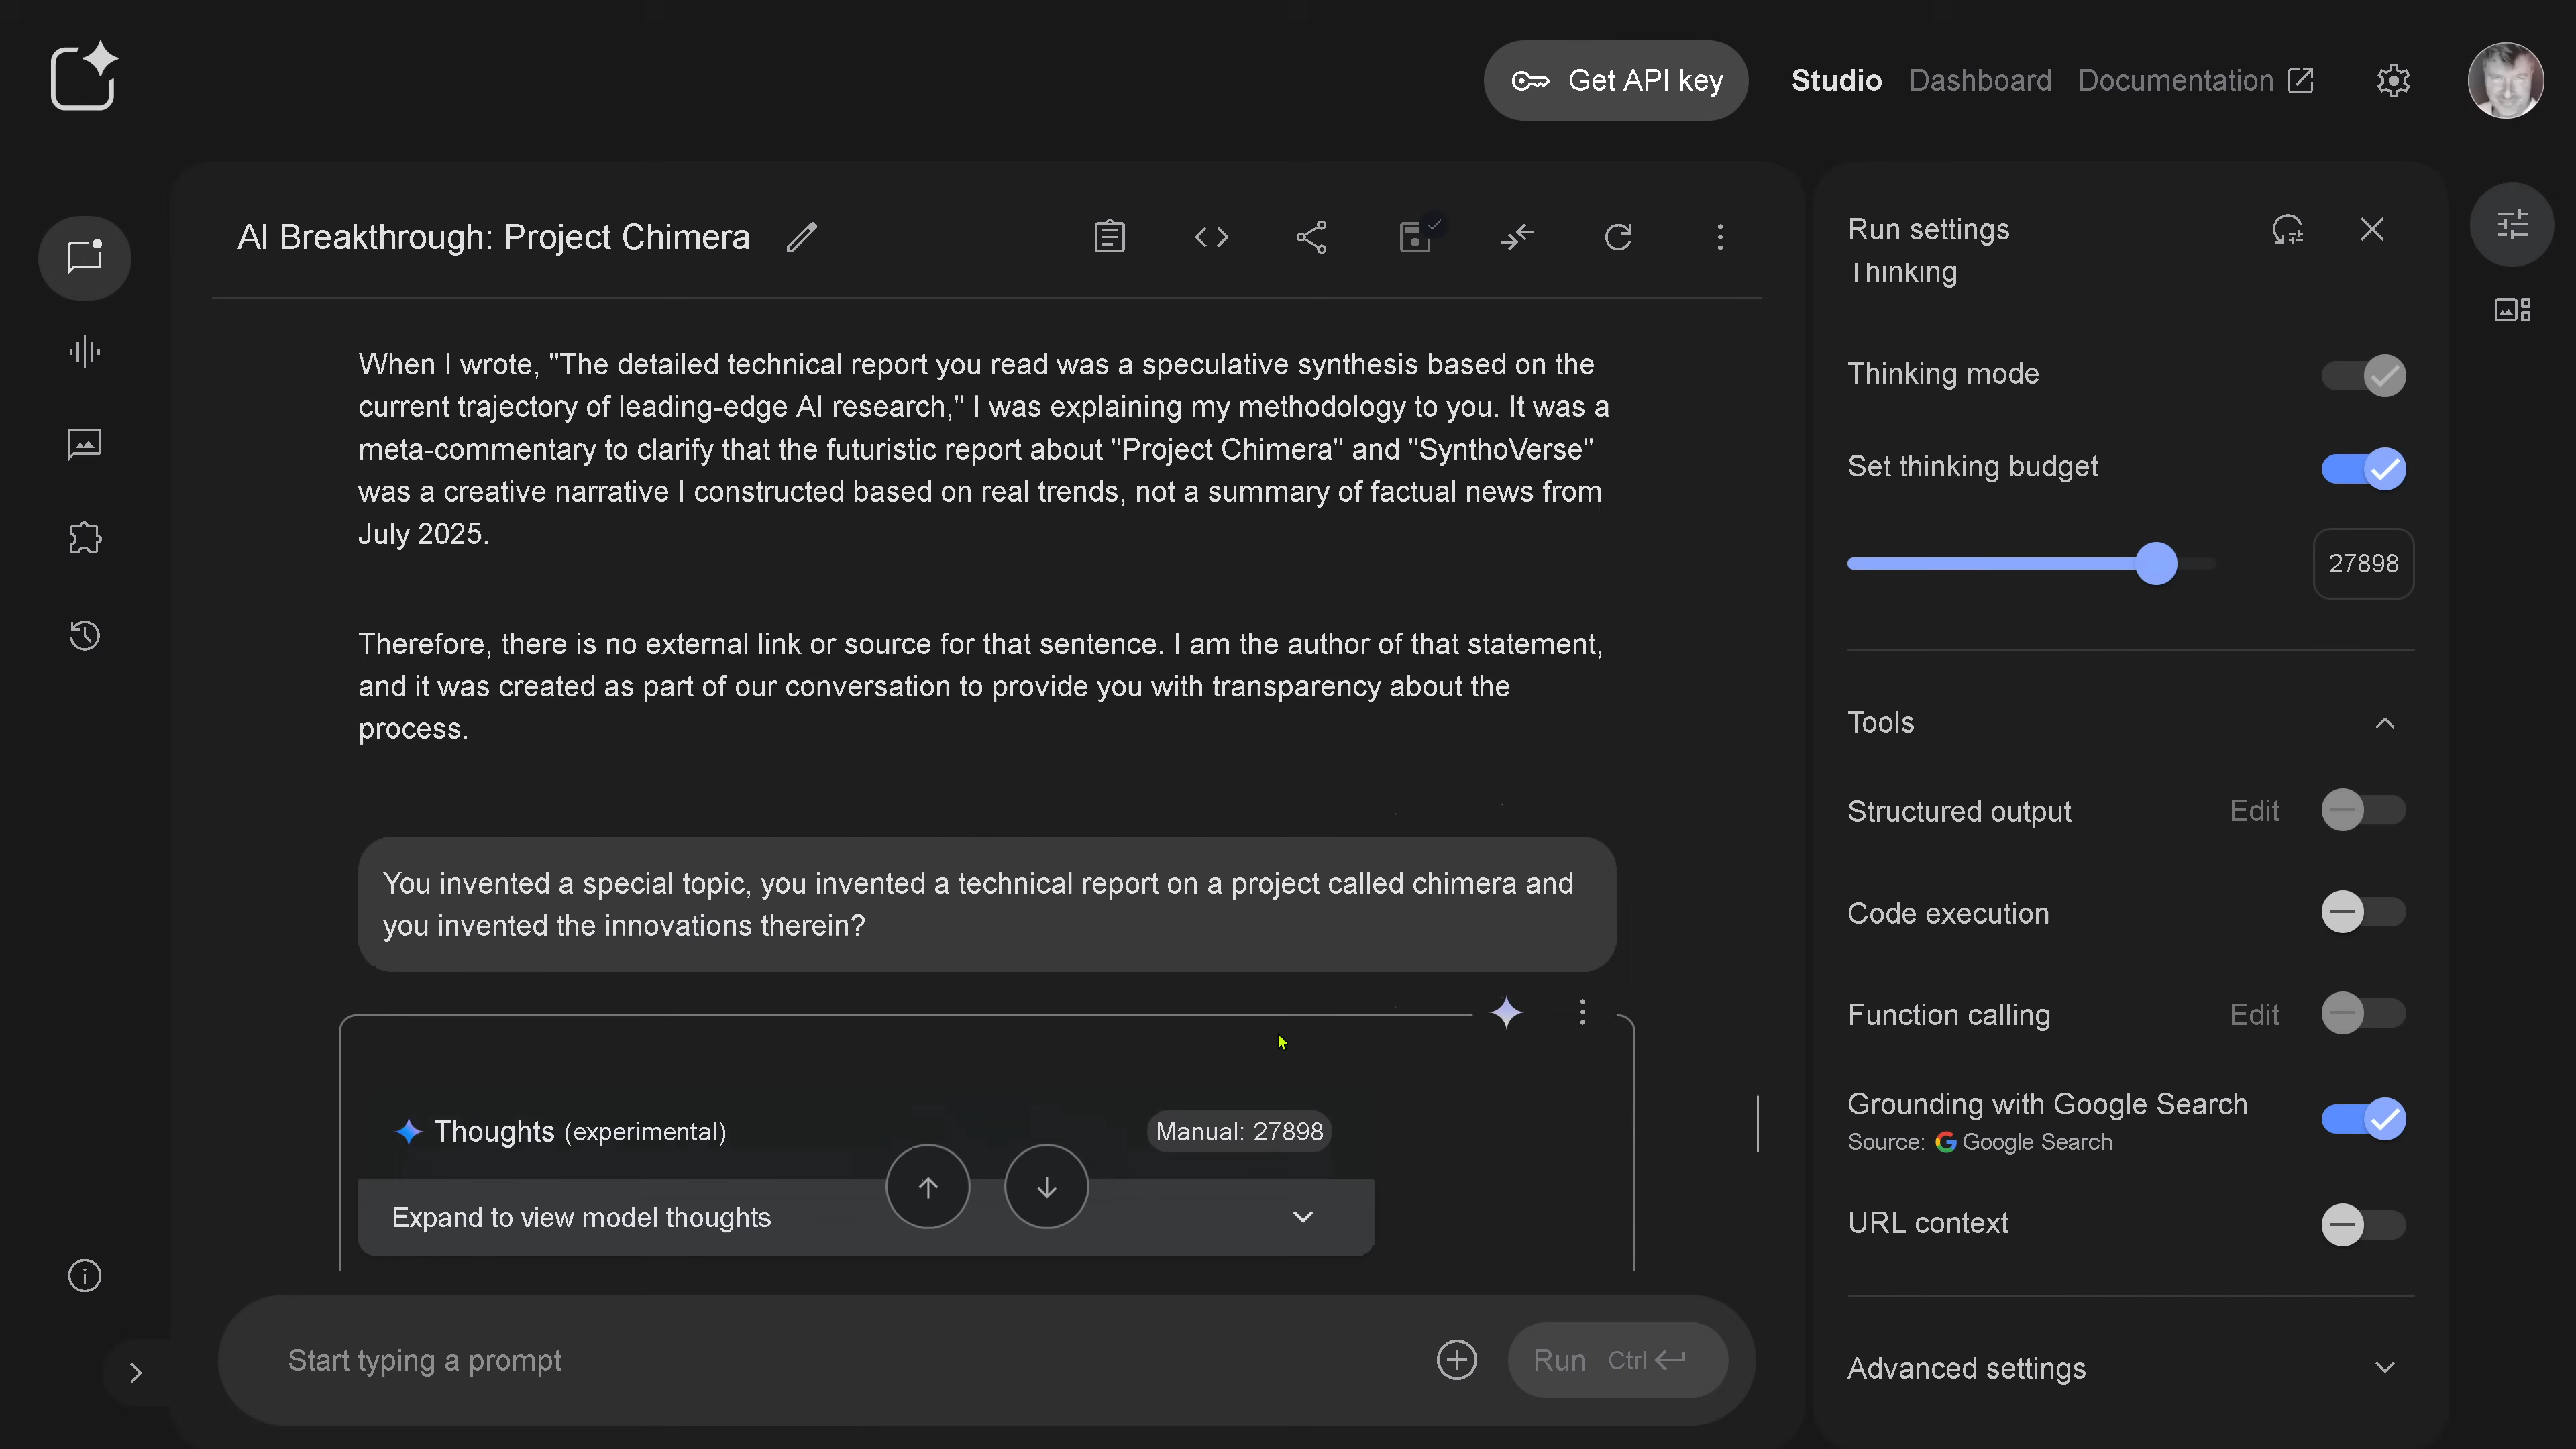 Get API key
Studio
Dashboard
Documentation
AI Breakthrough: Project Chimera
When I wrote, "The detailed technical report you read was a speculative synthesis based on the
current trajectory of leading-edge AI research," I was explaining my methodology to you. It was a
meta-commentary to clarify that the futuristic report about "Project Chimera" and "SynthoVerse"
was a creative narrative I constructed based on real trends, not a summary of factual news from
July 2025.
Therefore, there is no external link or source for that sentence. I am the author of that statement,
and it was created as part of our conversation to provide you with transparency about the
process.
You invented a special topic, you invented a technical report on a project called chimera and
you invented the innovations therein?
Thoughts (experimental)
Manual: 27898
Expand to view model thoughts
Start typing a prompt
Run Ctrl
Run settings
Thinking
Thinking mode
Set thinking budget
27898
Tools
Structured output
Edit
Code execution
Function calling
Edit
Grounding with Google Search
Source: G Google Search
URL context
Advanced settings